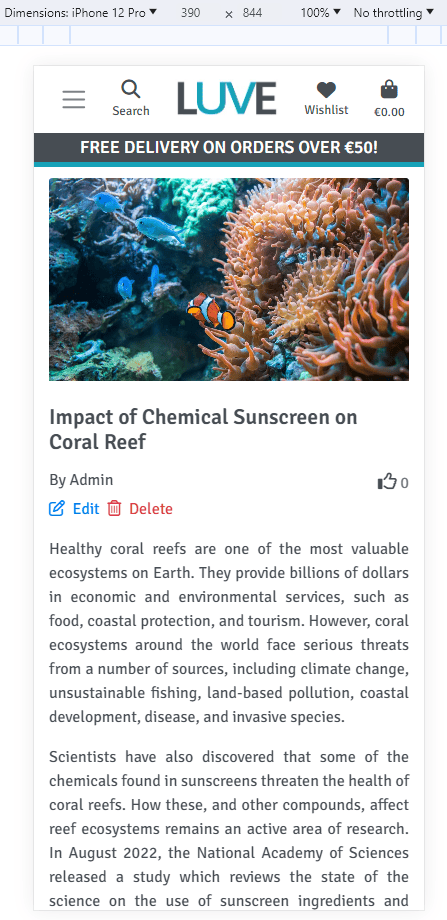 Dimensions: iPhone 12 Pro 390 x 844 100% No throttling
Search LUVE Wishlist €0.00
FREE DELIVERY ON ORDERS OVER €50!
Impact of Chemical Sunscreen on
Coral Reef
By Admin 0
Edit Delete
Healthy coral reefs are one of the most valuable
ecosystems on Earth. They provide billions of dollars
in economic and environmental services, such as
food, coastal protection, and tourism. However, coral
ecosystems around the world face serious threats
from a number of sources, including climate change,
unsustainable fishing, land-based pollution, coastal
development, disease, and invasive species.
Scientists have also discovered that some of the
chemicals found in sunscreens threaten the health of
coral reefs. How these, and other compounds, affect
reef ecosystems remains an active area of research.
In August 2022, the National Academy of Sciences
released a study which reviews the state of the
science on the use of sunscreen ingredients and